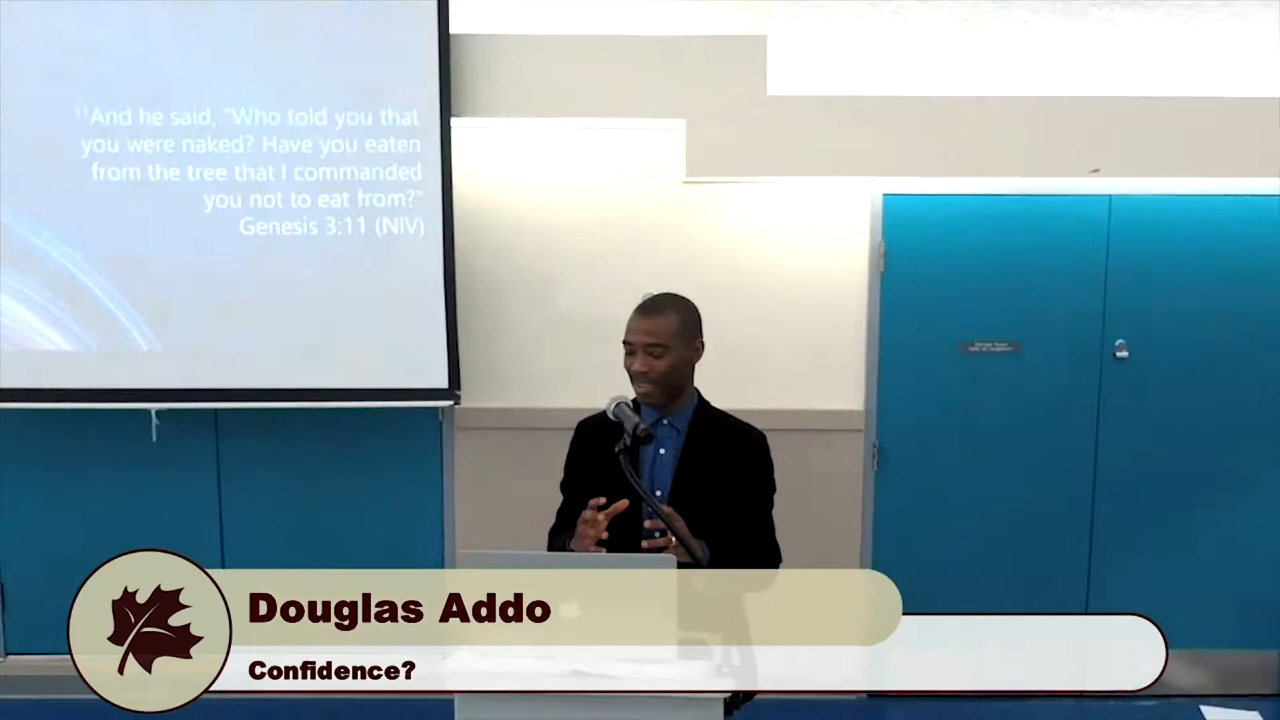 ¹¹And he said, "Who told you that
you were naked? Have you eaten
from the tree that I commanded
you not to eat from?"
Genesis 3:11 (NIV)
Douglas Addo
Confidence?